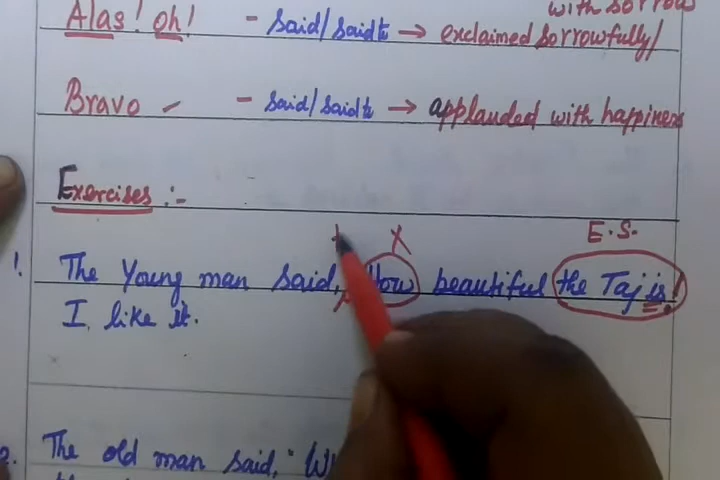 with sorrow
Alas! oh! - said/said to → exclaimed sorrowfully/
Bravo - said/said to → applauded with happiness
Exercises :-
X E.S.
1. The Young man said, How beautiful the Taj is!
I like it.
2. The old man said, "